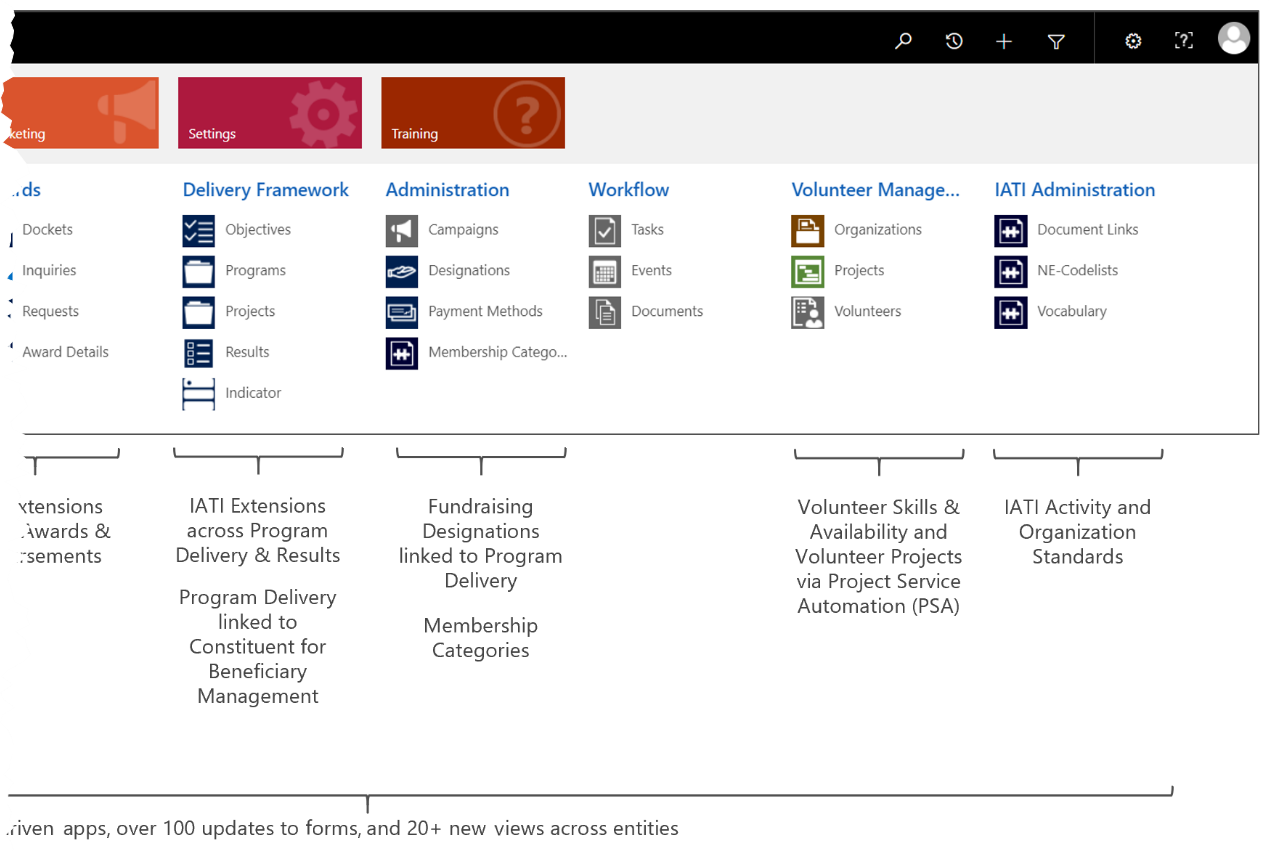 keting
Settings
Training
ds
Delivery Framework
Administration
Workflow
Volunteer Manage...
IATI Administration
Dockets
Objectives
Campaigns
Tasks
Organizations
Document Links
Inquiries
Programs
Designations
Events
Projects
NE-Codelists
Requests
Projects
Payment Methods
Documents
Volunteers
Vocabulary
Award Details
Results
Membership Catego...
Indicator
xtensions
Awards &
rsements
IATI Extensions
across Program
Delivery & Results
Program Delivery
linked to
Constituent for
Beneficiary
Management
Fundraising
Designations
linked to Program
Delivery
Membership
Categories
Volunteer Skills &
Availability and
Volunteer Projects
via Project Service
Automation (PSA)
IATI Activity and
Organization
Standards
riven apps, over 100 updates to forms, and 20+ new views across entities